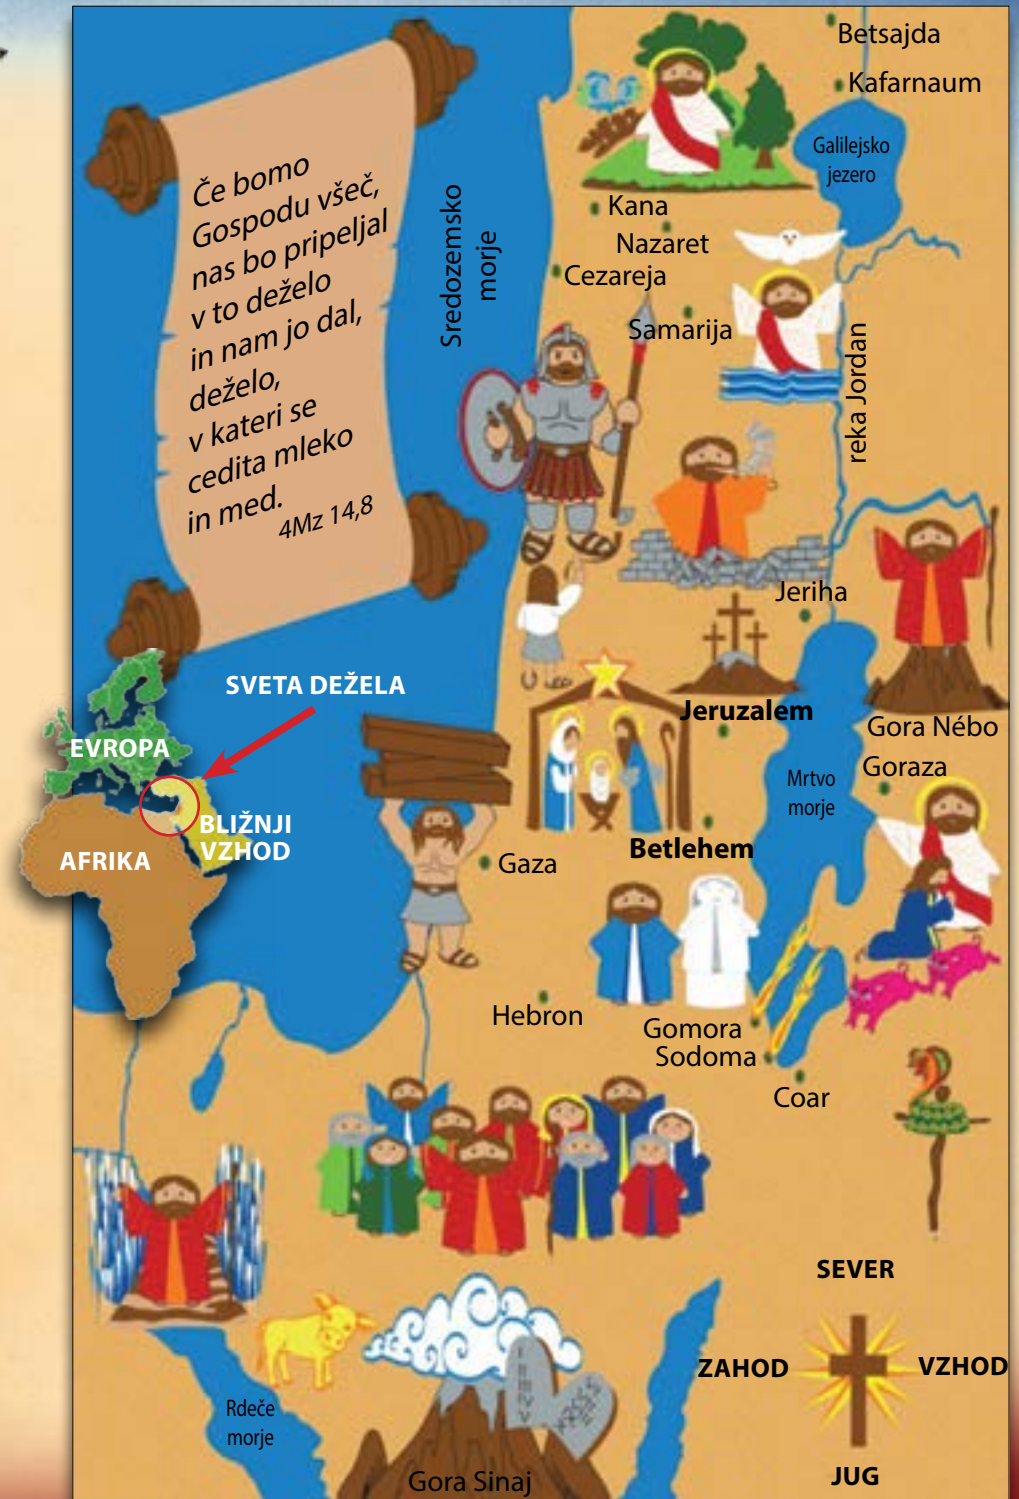 Če bomo
Gospodu všeč,
nas bo pripeljal
v to deželo
in nam jo dal,
deželo,
v kateri se
cedita mleko
in med.
4Mz 14,8
Sredozemsko
morje
Betsajda
Kafarnaum
Galilejsko
jezero
Kana
Nazaret
Cezareja
Samarija
reka Jordan
Jeriha
SVETA DEŽELA
Jeruzalem
Gora Nébo
EVROPA
Goraza
Mrtvo
morje
BLIŽNJI
VZHOD
AFRIKA
Betlehem
Gaza
Hebron
Gomora
Sodoma
Coar
SEVER
ZAHOD
VZHOD
JUG
Rdeče
morje
Gora Sinaj